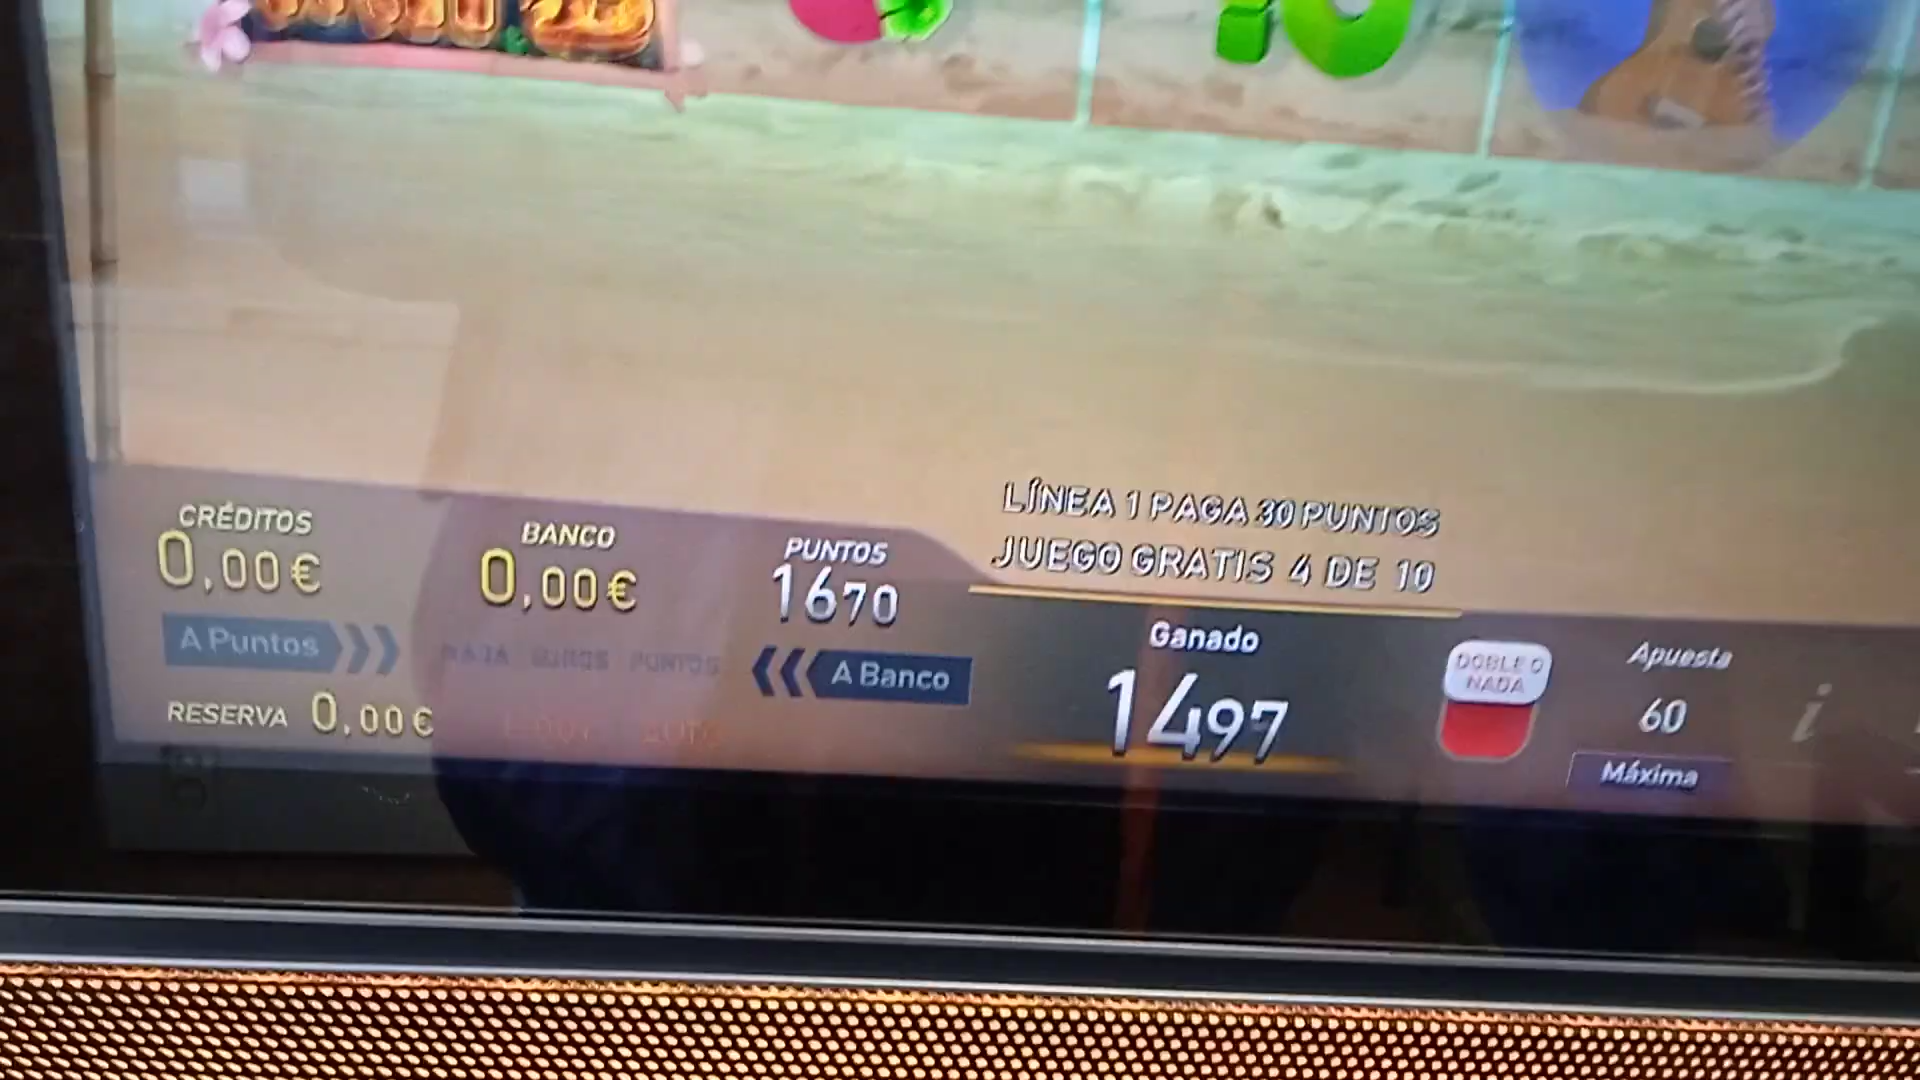 10
LÍNEA 1 PAGA 30 PUNTOS
JUEGO GRATIS 4 DE 10
CRÉDITOS
0,00€
BANCO
0,00€
PUNTOS
1670
A Puntos
A Banco
RESERVA 0,00€
Ganado
1497
DOBLE O
NADA
Apuesta
60
Máxima
i